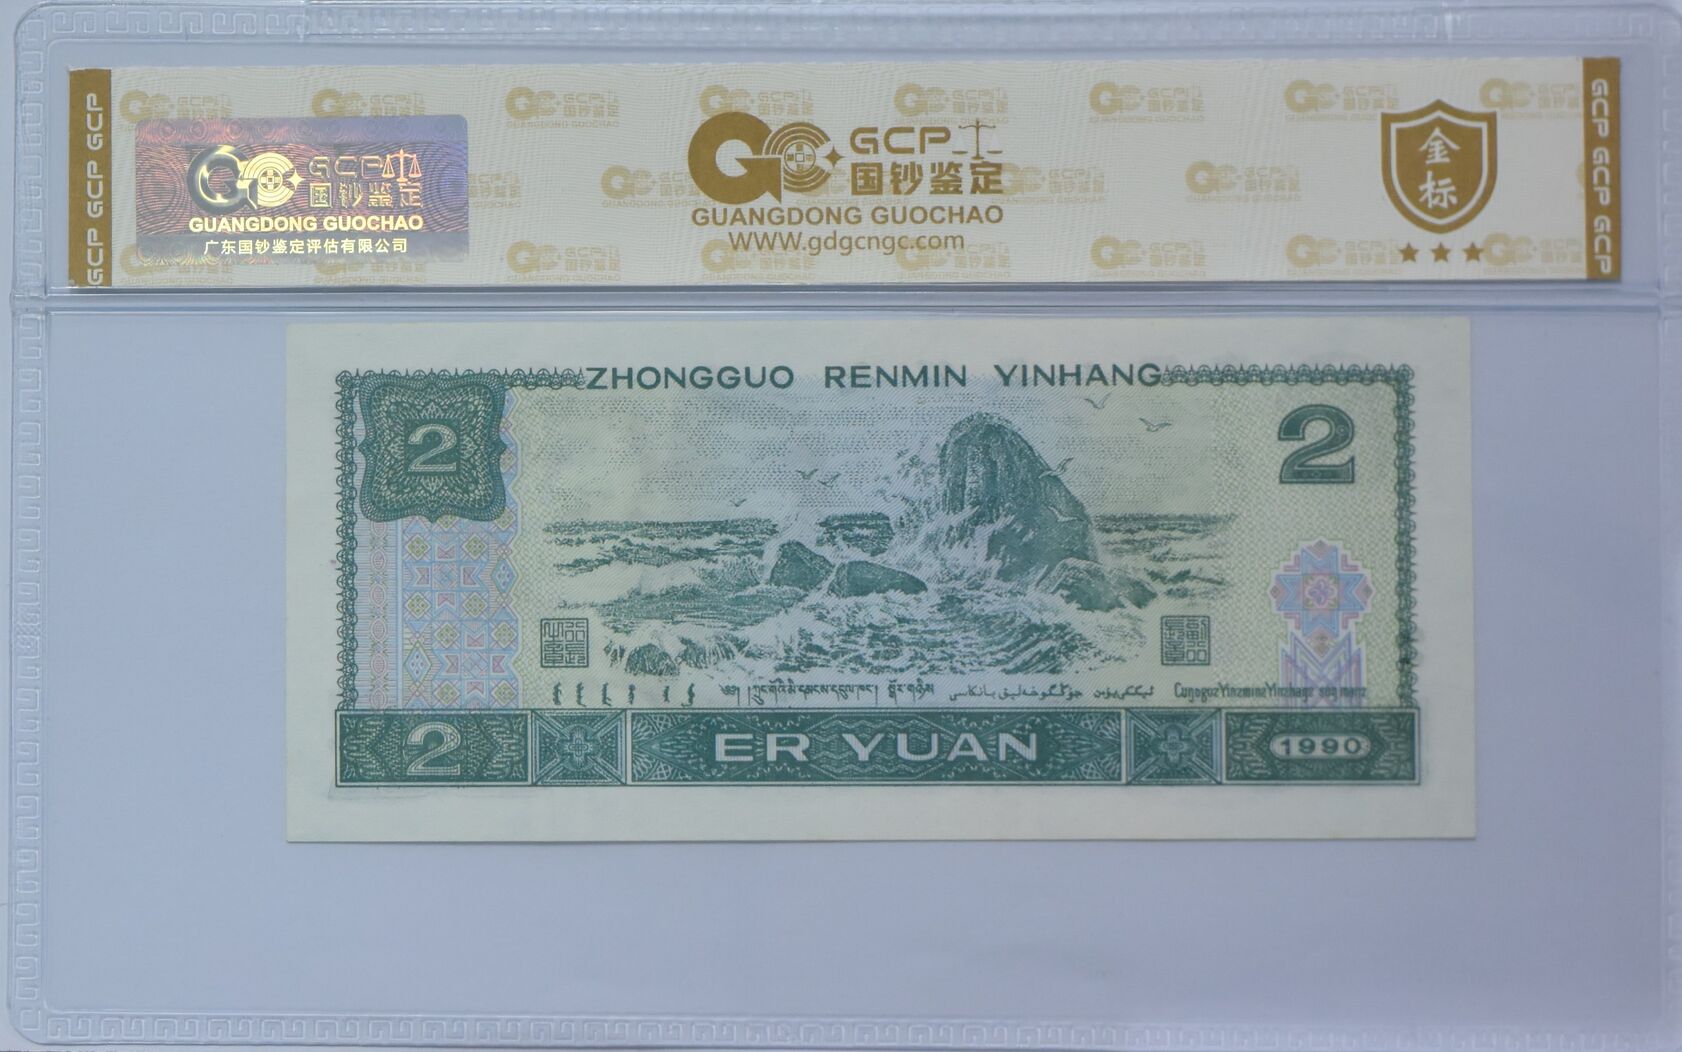 GCP GCP GCP
GCP 国钞鉴定
GUANGDONG GUOCHAO
广东国钞鉴定评估有限公司
GCP
国钞鉴定
GUANGDONG GUOCHAO
WWW.gdgcngc.com
金标
GCP GCP GCP
ZHONGGUO RENMIN YINHANG
2
2
2
ER YUAN
1990